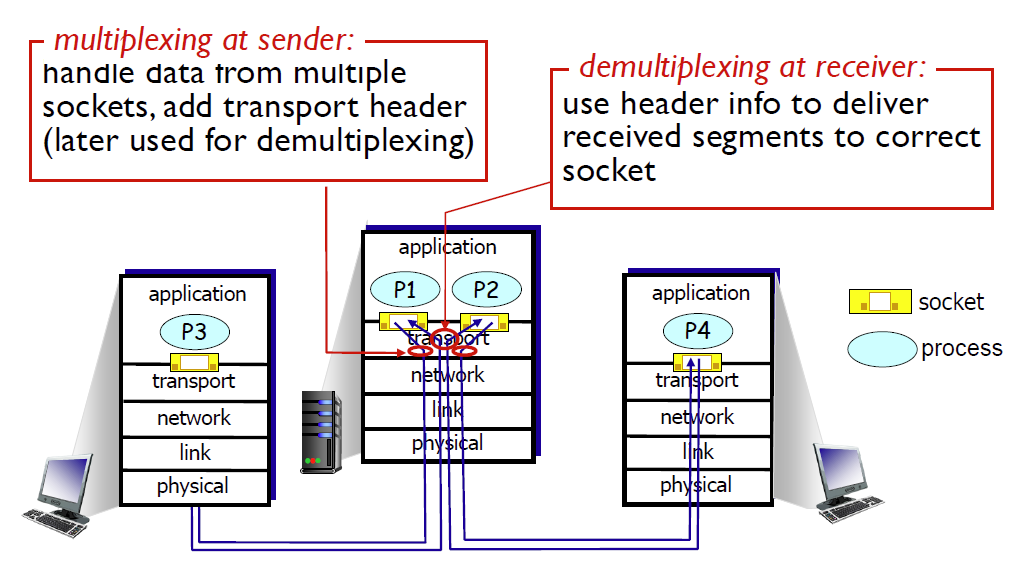 multiplexing at sender:
handle data from multiple
sockets, add transport header
(later used for demultiplexing)
demultiplexing at receiver:
use header info to deliver
received segments to correct
socket
application
P1 P2
transport
network
link
physical
application
P3
transport
network
link
physical
application
P4
transport
network
link
physical
socket
process